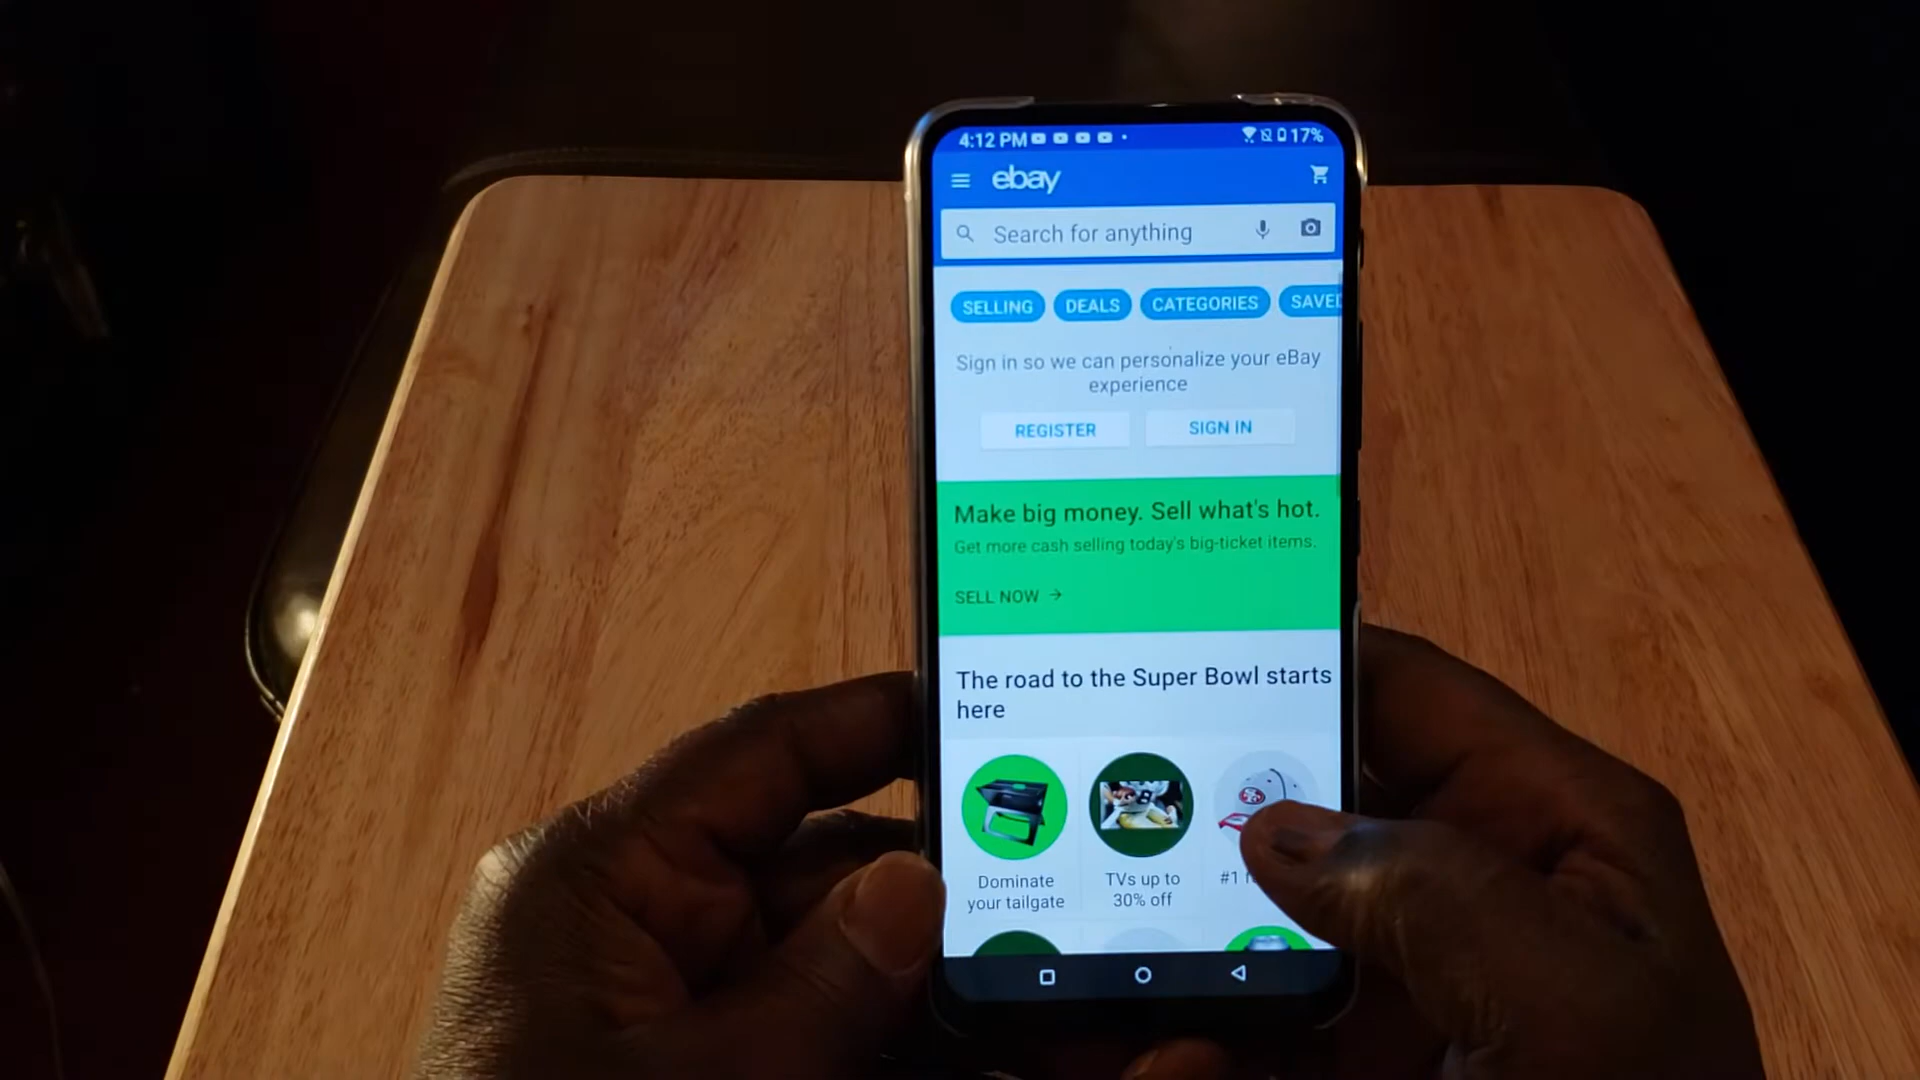 4:12 PM 17%
ebay
Search for anything
SELLING DEALS CATEGORIES SAVED
Sign in so we can personalize your eBay
experience
REGISTER SIGN IN
Make big money. Sell what's hot.
Get more cash selling today's big-ticket items.
SELL NOW
The road to the Super Bowl starts
here
Dominate
your tailgate
TVs up to
30% off
#1
8